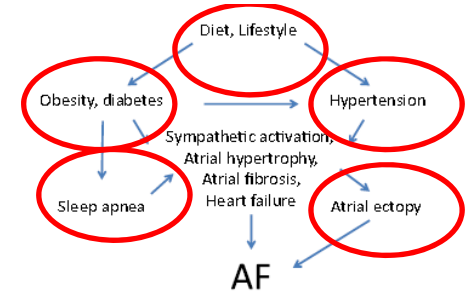 Diet, Lifestyle
Obesity, diabetes
Hypertension
Sympathetic activation,
Atrial hypertrophy,
Atrial fibrosis,
Heart failure
Sleep apnea
Atrial ectopy
AF